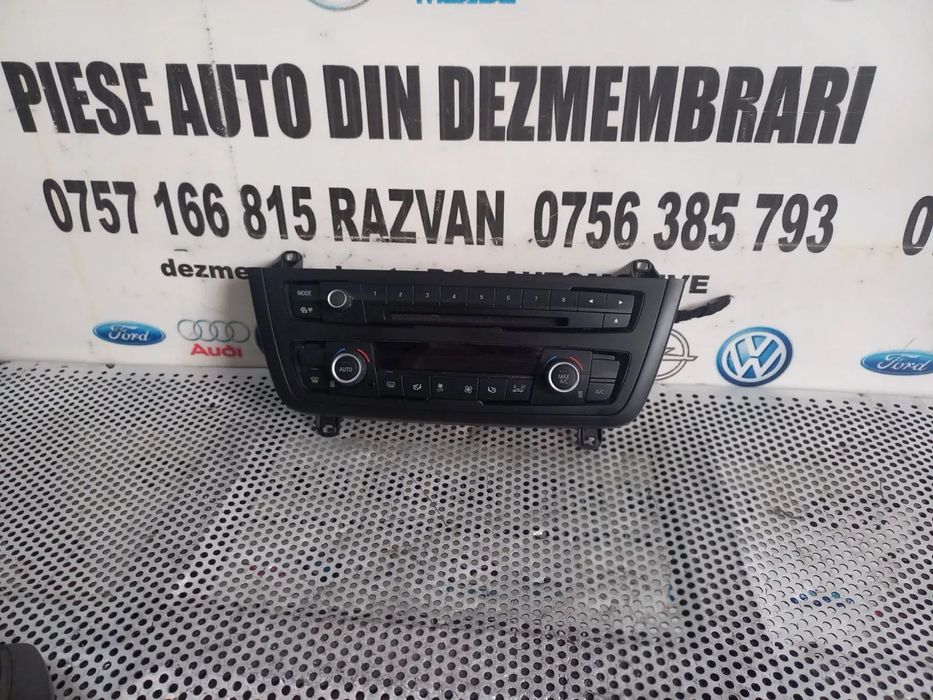 PIESE AUTO DIN DEZMEMBRARI
0757 166 815 RAZVAN 0756 385 793
Ford
Audi
Ford
MODE
1 2 3 4 5 6 7 8
AUTO
MAX A/C
A/C